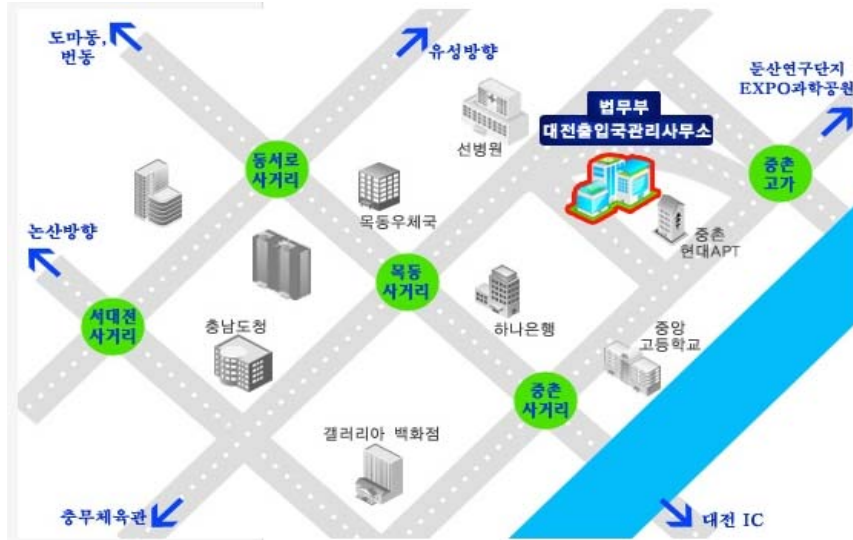 도마동,
번동
유성방향
둔산연구단지
EXPO과학공원
법무부
대전출입국관리사무소
선병원
동서로
사거리
중촌
고가
목동우체국
논산방향
중촌
현대APT
목동
사거리
서대전
사거리
충남도청
하나은행
중앙
고등학교
중촌
사거리
갤러리아 백화점
충무체육관
대전 IC